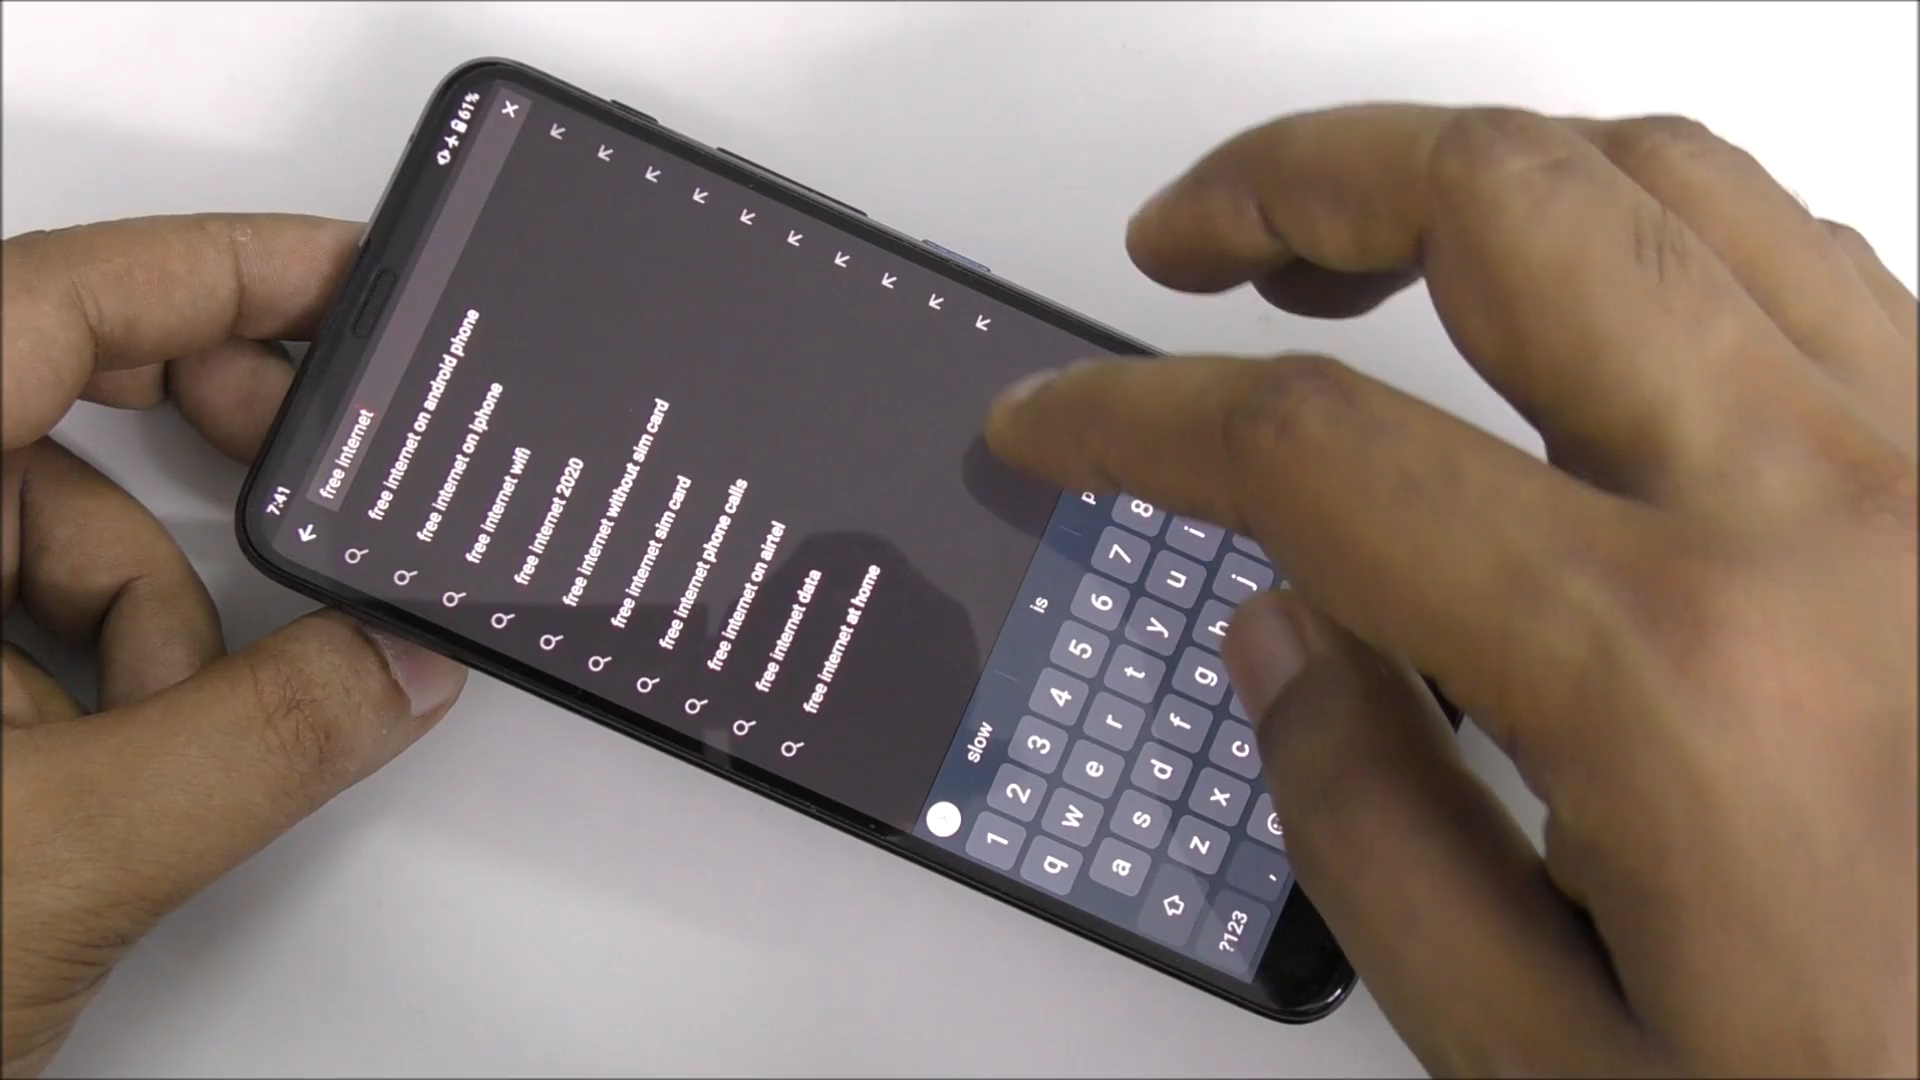 7:41 61%
free internet
free internet on android phone
free internet on iphone
free internet wifi
free internet 2020
free internet without sim card
free internet sim card
free internet phone calls
free internet on airtel
free internet data
free internet at home
slow is
1 2 3 4 5 6 7 8
q w e r t y u i
a s d f g h j
z x c
?123 ,